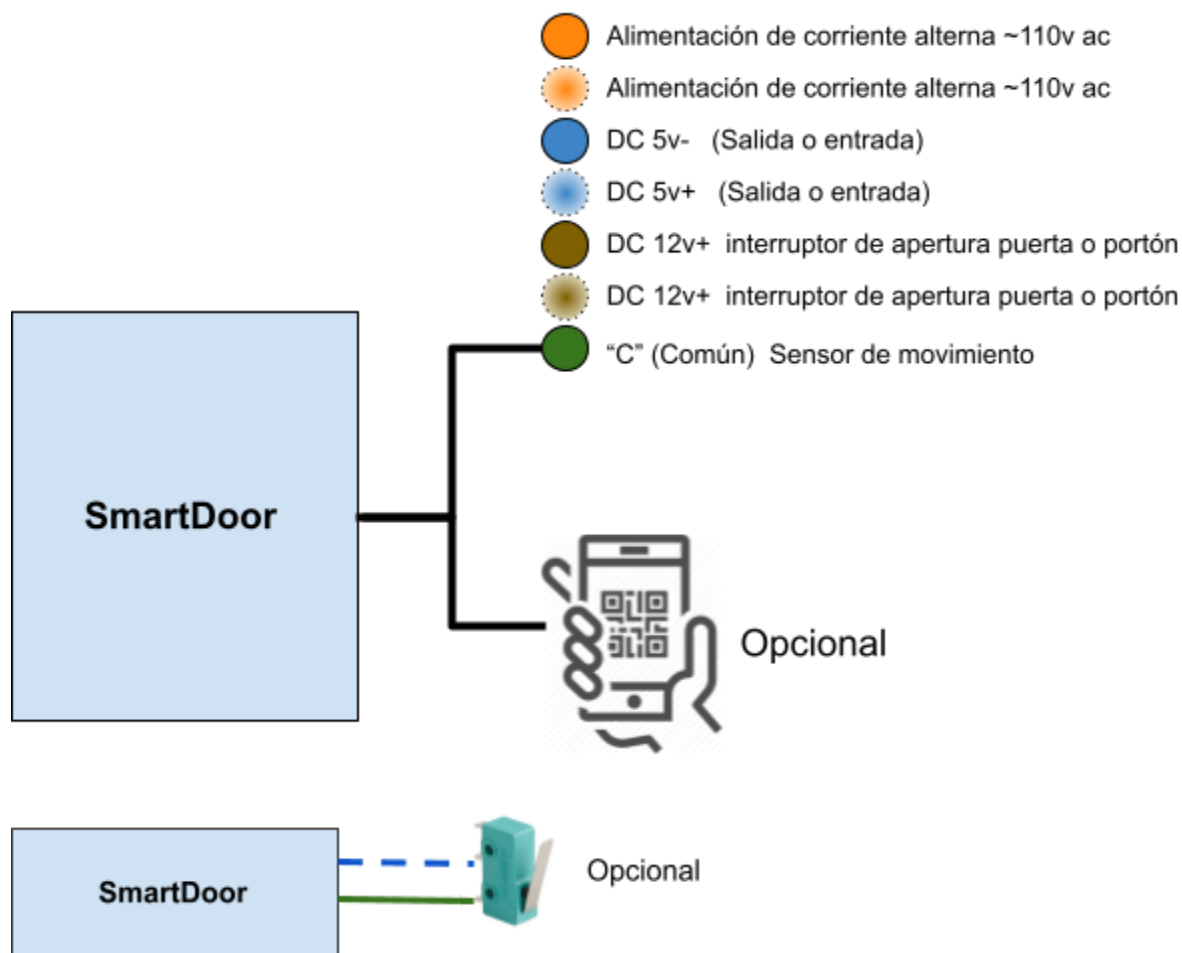 Alimentación de corriente alterna ~110v ac
Alimentación de corriente alterna ~110v ac
DC 5v- (Salida o entrada)
DC 5v+ (Salida o entrada)
DC 12v+ interruptor de apertura puerta o portón
DC 12v+ interruptor de apertura puerta o portón
“C” (Común) Sensor de movimiento
SmartDoor
Opcional
SmartDoor
Opcional